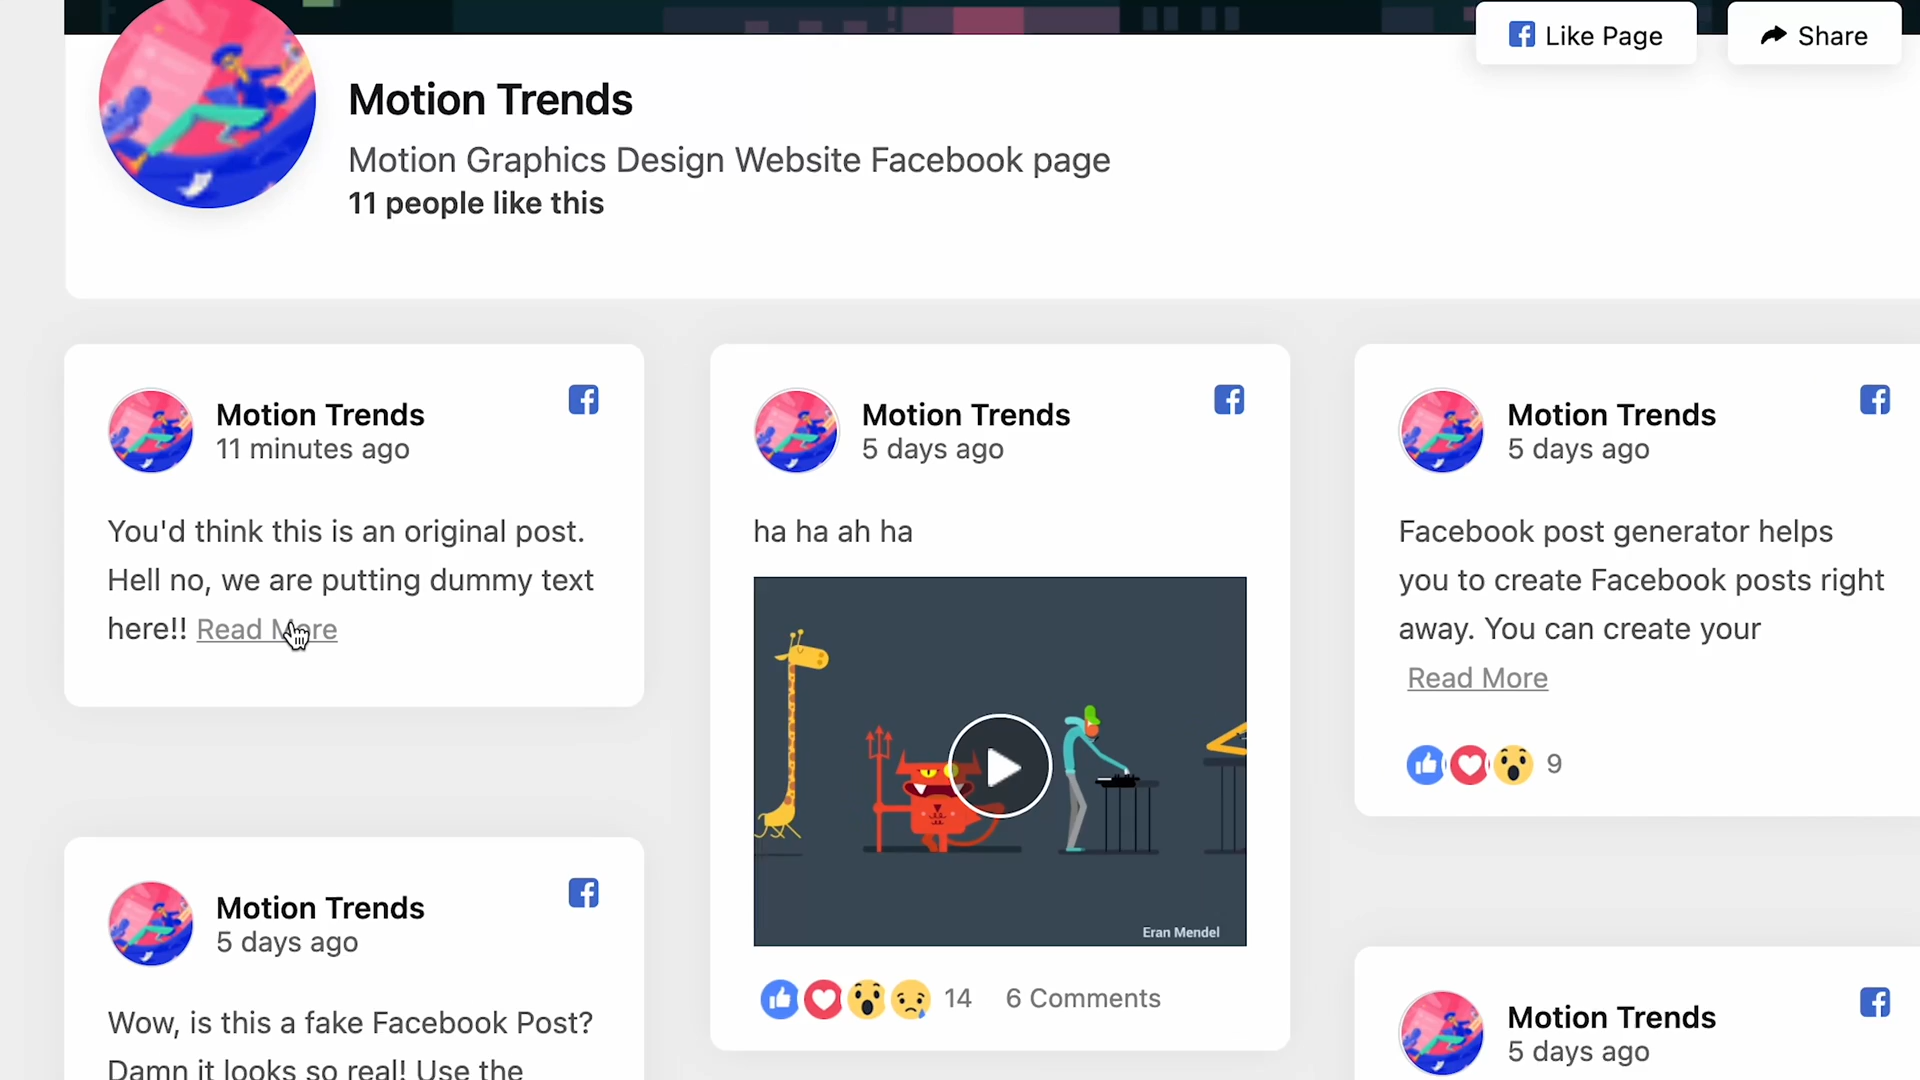 Like Page
Share
Motion Trends
Motion Graphics Design Website Facebook page
11 people like this
Motion Trends
11 minutes ago
You'd think this is an original post.
Hell no, we are putting dummy text
here!! Read More
Motion Trends
5 days ago
Wow, is this a fake Facebook Post?
Damn it looks so real! Use the
Motion Trends
5 days ago
ha ha ah ha
Eran Mendel
14 6 Comments
Motion Trends
5 days ago
Facebook post generator helps
you to create Facebook posts right
away. You can create your
Read More
9
Motion Trends
5 days ago